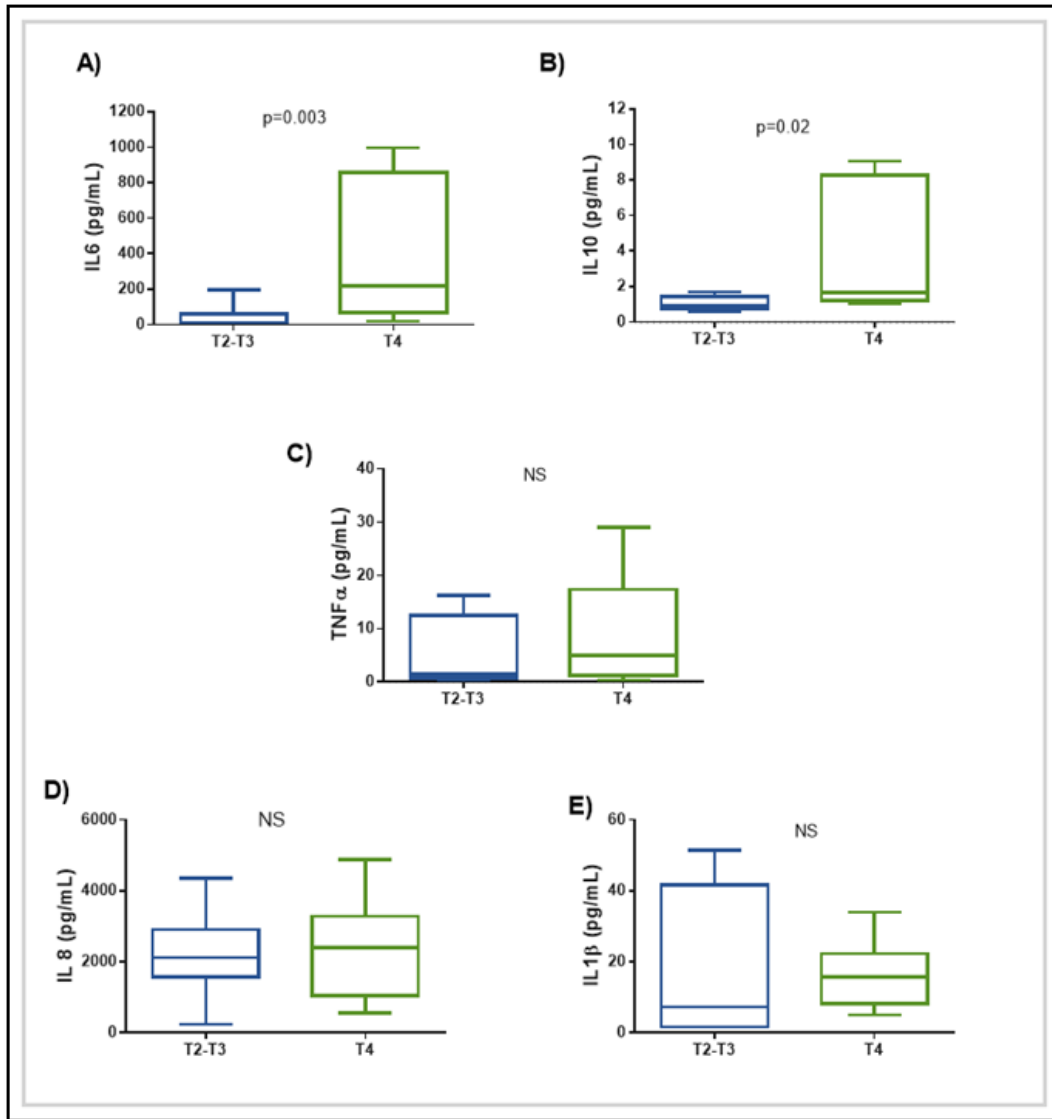 A)
p=0.003
IL6 (pg/mL)
1200
1000
800
600
400
200
0
T2-T3 T4
B)
p=0.02
IL10 (pg/mL)
12
10
8
6
4
2
0
T2-T3 T4
C)
NS
TNFα (pg/mL)
40
30
20
10
0
T2-T3 T4
D)
NS
IL 8 (pg/mL)
6000
4000
2000
0
T2-T3 T4
E)
NS
IL1β (pg/mL)
60
40
20
0
T2-T3 T4